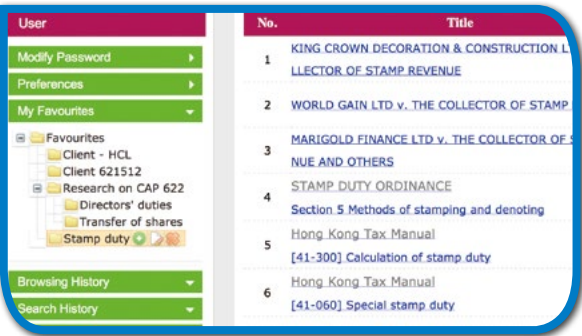 User
Modify Password
Preferences
My Favourites
Favourites
Client - HCL
Client 621512
Research on CAP 622
Directors' duties
Transfer of shares
Stamp duty
Browsing History
Search History
No. Title
1 KING CROWN DECORATION & CONSTRUCTION
LLECTOR OF STAMP REVENUE
2 WORLD GAIN LTD v. THE COLLECTOR OF STAMP
3 MARIGOLD FINANCE LTD v. THE COLLECTOR OF
NUE AND OTHERS
4 STAMP DUTY ORDINANCE
Section 5 Methods of stamping and denoting
5 Hong Kong Tax Manual
[41-300] Calculation of stamp duty
6 Hong Kong Tax Manual
[41-060] Special stamp duty